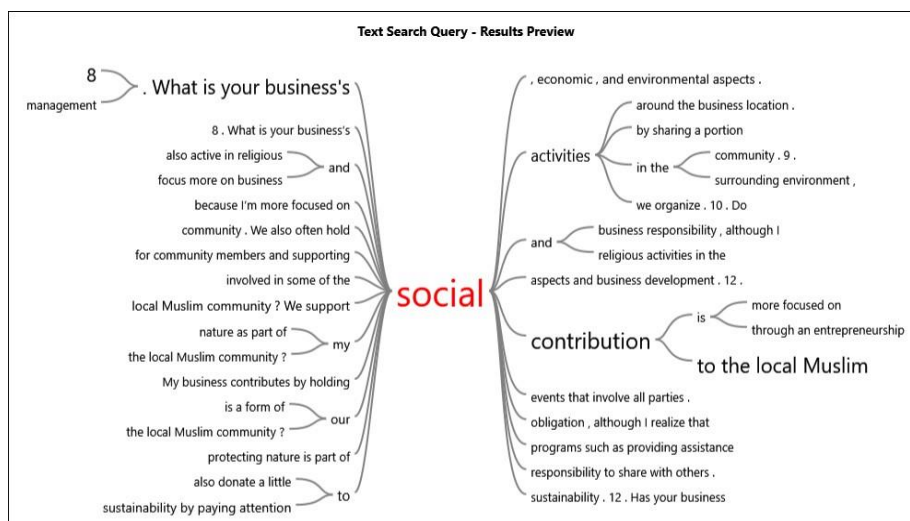 Text Search Query - Results Preview
8
management
. What is your business's
8 . What is your business's
also active in religious
focus more on business
and
because I'm more focused on
community . We also often hold
for community members and supporting
involved in some of the
local Muslim community ? We support
nature as part of
the local Muslim community ?
my
My business contributes by holding
is a form of
the local Muslim community ?
our
protecting nature is part of
also donate a little
sustainability by paying attention
to
social
, economic , and environmental aspects .
activities
around the business location .
by sharing a portion
in the
community . 9 .
surrounding environment ,
we organize . 10 . Do
and
business responsibility , although I
religious activities in the
aspects and business development . 12 .
contribution
is
more focused on
through an entrepreneurship
to the local Muslim
events that involve all parties .
obligation , although I realize that
programs such as providing assistance
responsibility to share with others .
sustainability . 12 . Has your business